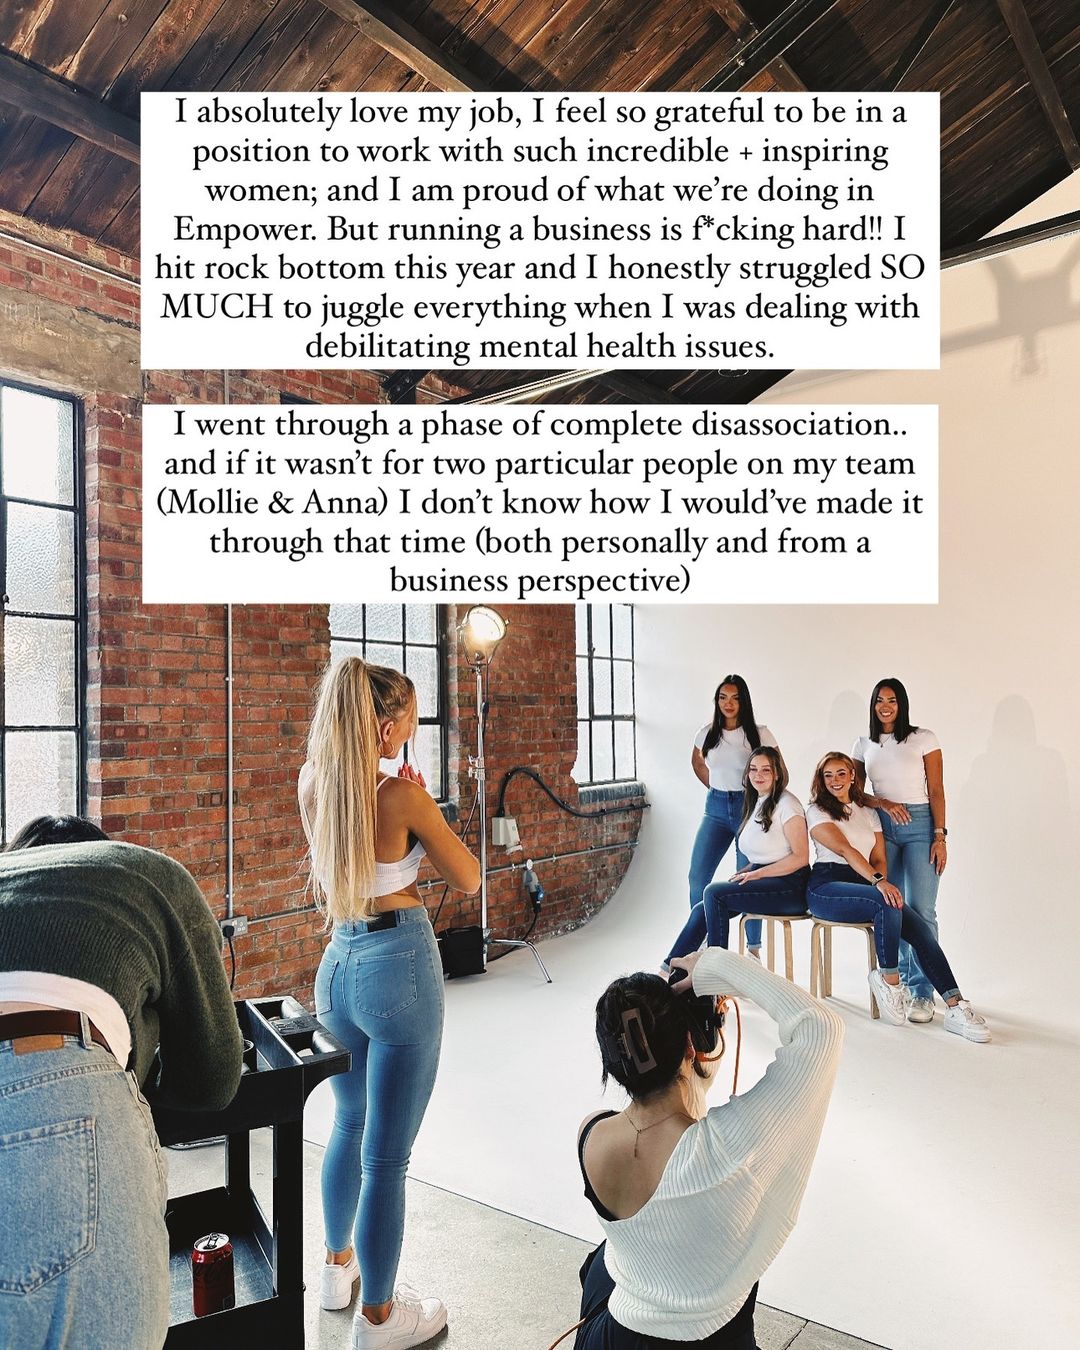 I absolutely love my job, I feel so grateful to be in a
position to work with such incredible + inspiring
women; and I am proud of what we’re doing in
Empower. But running a business is f*cking hard!! I
hit rock bottom this year and I honestly struggled SO
MUCH to juggle everything when I was dealing with
debilitating mental health issues.
I went through a phase of complete disassociation..
and if it wasn’t for two particular people on my team
(Mollie & Anna) I don’t know how I would’ve made it
through that time (both personally and from a
business perspective)